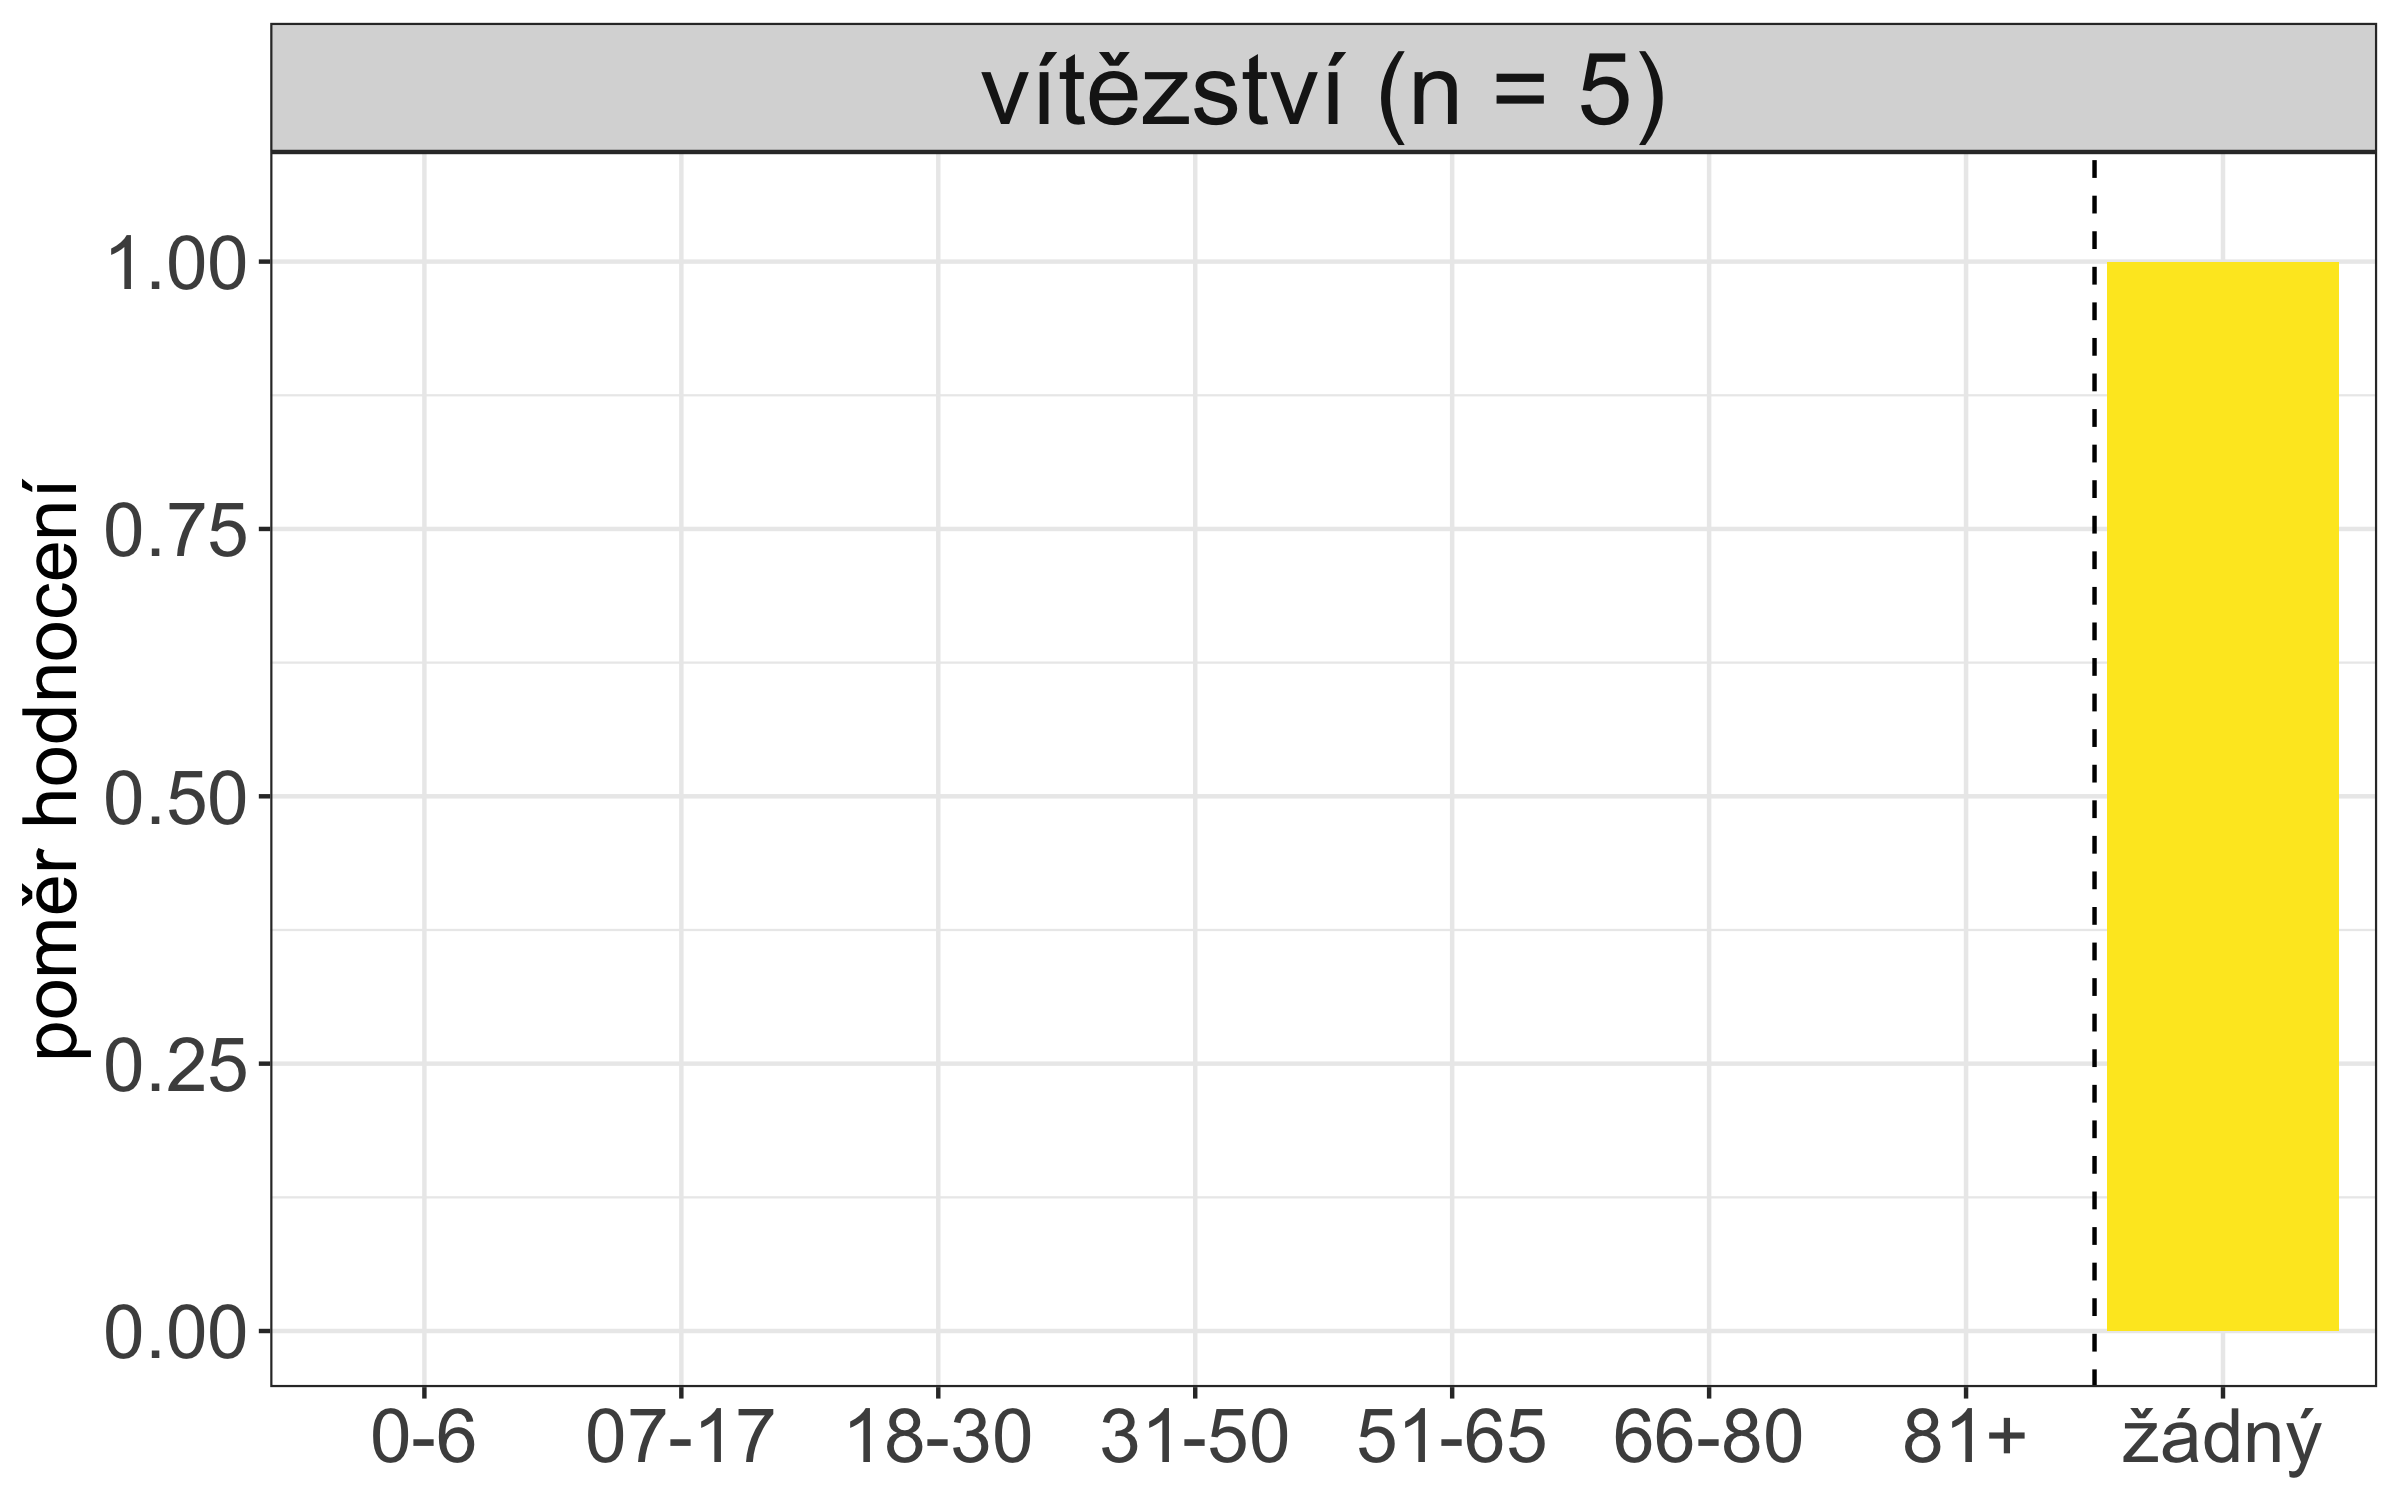 vítězství (n = 5)
poměr hodnocení
1.00
0.75
0.50
0.25
0.00
0-6 07-17 18-30 31-50 51-65 66-80 81+ žádný